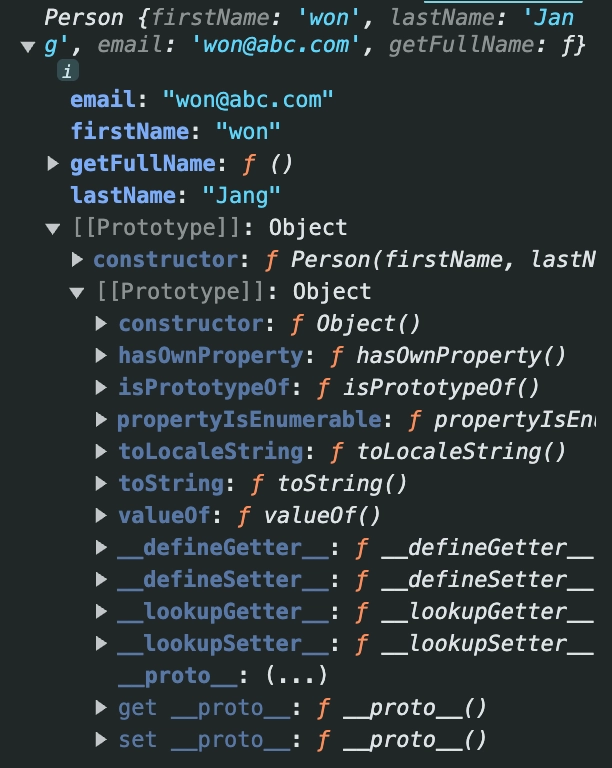 Person {firstName: 'won', lastName: 'Jan
g', email: 'won@abc.com', getFullName: ƒ}
i
email: "won@abc.com"
firstName: "won"
getFullName: ƒ ()
lastName: "Jang"
[[Prototype]]: Object
constructor: ƒ Person(firstName, lastN
[[Prototype]]: Object
constructor: ƒ Object()
hasOwnProperty: ƒ hasOwnProperty()
isPrototypeOf: ƒ isPrototypeOf()
propertyIsEnumerable: ƒ propertyIsEnu
toLocaleString: ƒ toLocaleString()
toString: ƒ toString()
valueOf: ƒ valueOf()
__defineGetter__: ƒ __defineGetter__
__defineSetter__: ƒ __defineSetter__
__lookupGetter__: ƒ __lookupGetter__
__lookupSetter__: ƒ __lookupSetter__
__proto__: (...)
get __proto__: ƒ __proto__()
set __proto__: ƒ __proto__()